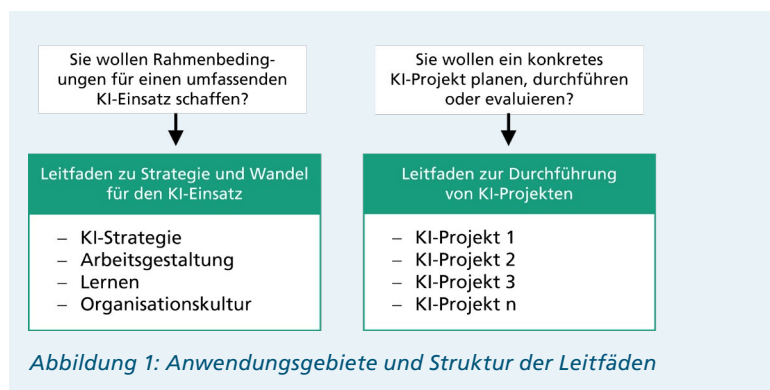 Sie wollen Rahmenbeding-
ungen für einen umfassenden
KI-Einsatz schaffen?
Leitfaden zu Strategie und Wandel
für den KI-Einsatz
– KI-Strategie
– Arbeitsgestaltung
– Lernen
– Organisationskultur
Sie wollen ein konkretes
KI-Projekt planen, durchführen
oder evaluieren?
Leitfaden zur Durchführung
von KI-Projekten
– KI-Projekt 1
– KI-Projekt 2
– KI-Projekt 3
– KI-Projekt n
Abbildung 1: Anwendungsgebiete und Struktur der Leitfäden